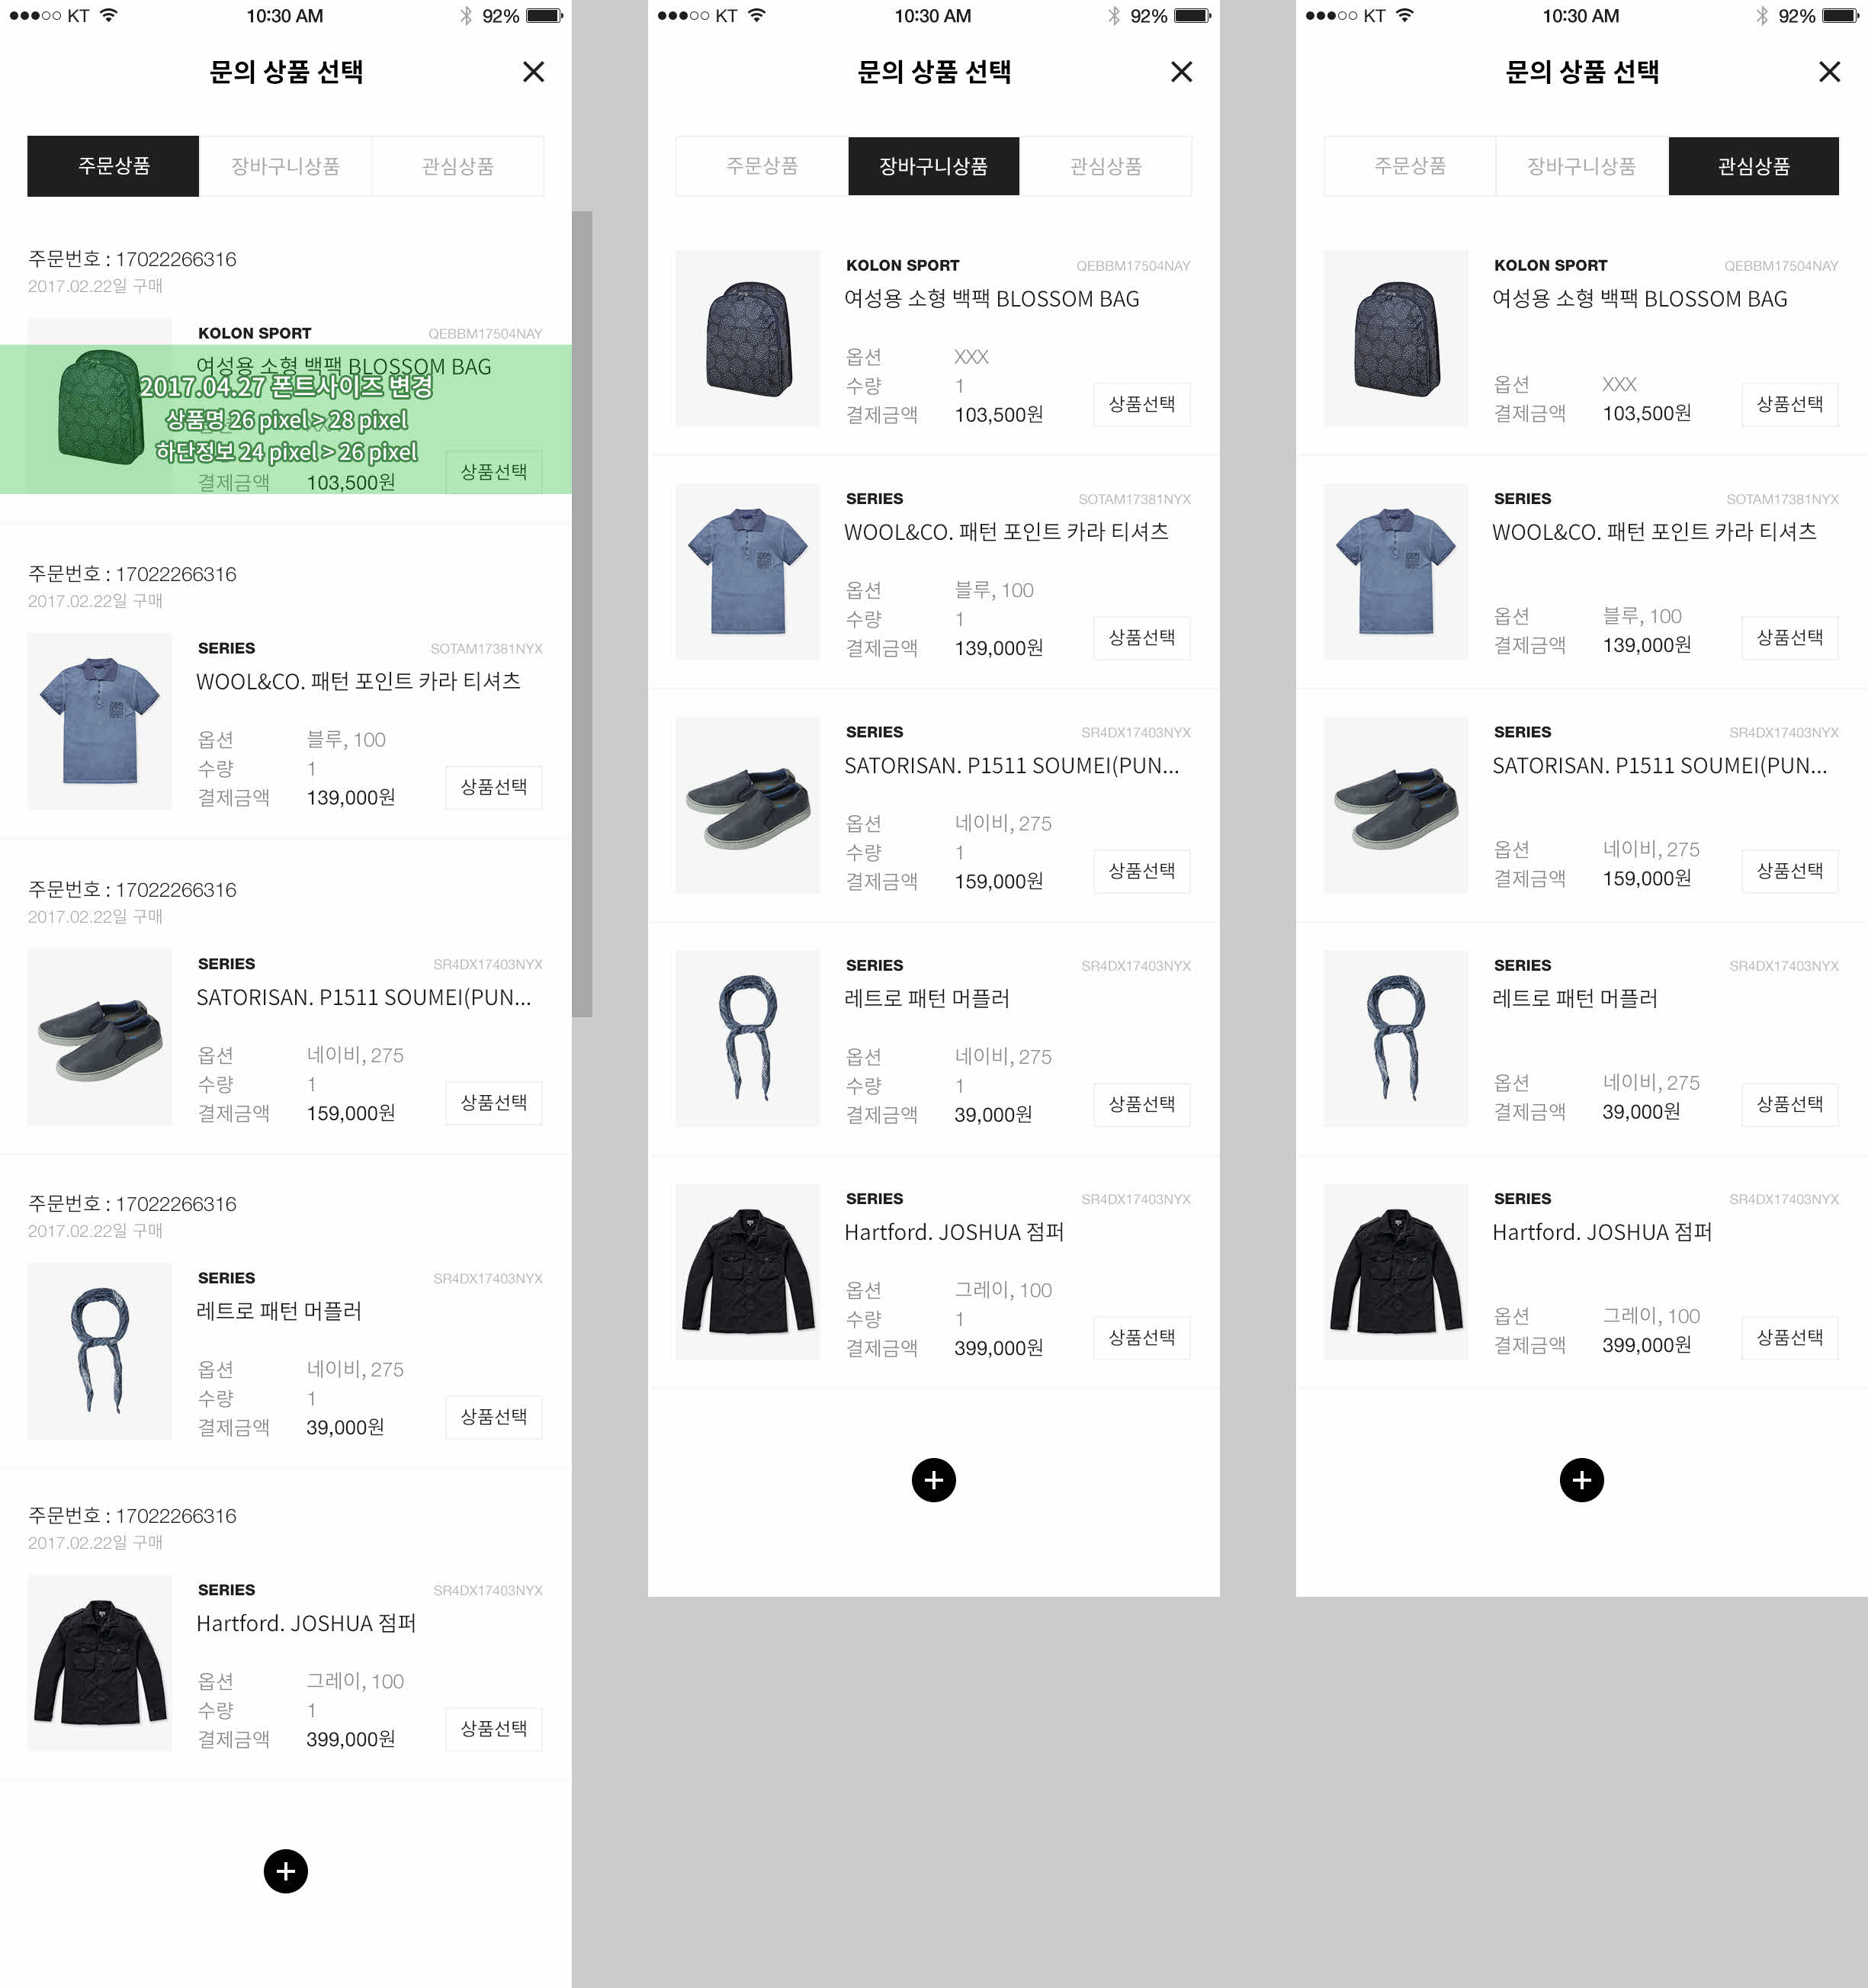 KT 10:30 AM 92%
문의 상품 선택
주문상품 장바구니상품 관심상품
주문번호 : 17022266316
2017.02.22일 구매
KOLON SPORT QEBBM17504NAY
여성용 소형 백팩 BLOSSOM BAG
2017.04.27 폰트사이즈 변경
상품명 26 pixel > 28 pixel
하단정보 24 pixel > 26 pixel
결제금액 103,500원 상품선택
주문번호 : 17022266316
2017.02.22일 구매
SERIES SOTAM17381NYX
WOOL&CO. 패턴 포인트 카라 티셔츠
옵션 블루, 100
수량 1
결제금액 139,000원 상품선택
주문번호 : 17022266316
2017.02.22일 구매
SERIES SR4DX17403NYX
SATORISAN. P1511 SOUMEI(PUN...
옵션 네이비, 275
수량 1
결제금액 159,000원 상품선택
주문번호 : 17022266316
2017.02.22일 구매
SERIES SR4DX17403NYX
레트로 패턴 머플러
옵션 네이비, 275
수량 1
결제금액 39,000원 상품선택
주문번호 : 17022266316
2017.02.22일 구매
SERIES SR4DX17403NYX
Hartford. JOSHUA 점퍼
옵션 그레이, 100
수량 1
결제금액 399,000원 상품선택
KT 10:30 AM 92%
문의 상품 선택
주문상품 장바구니상품 관심상품
KOLON SPORT QEBBM17504NAY
여성용 소형 백팩 BLOSSOM BAG
옵션 XXX
수량 1
결제금액 103,500원 상품선택
SERIES SOTAM17381NYX
WOOL&CO. 패턴 포인트 카라 티셔츠
옵션 블루, 100
수량 1
결제금액 139,000원 상품선택
SERIES SR4DX17403NYX
SATORISAN. P1511 SOUMEI(PUN...
옵션 네이비, 275
수량 1
결제금액 159,000원 상품선택
SERIES SR4DX17403NYX
레트로 패턴 머플러
옵션 네이비, 275
수량 1
결제금액 39,000원 상품선택
SERIES SR4DX17403NYX
Hartford. JOSHUA 점퍼
옵션 그레이, 100
수량 1
결제금액 399,000원 상품선택
KT 10:30 AM 92%
문의 상품 선택
주문상품 장바구니상품 관심상품
KOLON SPORT QEBBM17504NAY
여성용 소형 백팩 BLOSSOM BAG
옵션 XXX
결제금액 103,500원 상품선택
SERIES SOTAM17381NYX
WOOL&CO. 패턴 포인트 카라 티셔츠
옵션 블루, 100
결제금액 139,000원 상품선택
SERIES SR4DX17403NYX
SATORISAN. P1511 SOUMEI(PUN...
옵션 네이비, 275
결제금액 159,000원 상품선택
SERIES SR4DX17403NYX
레트로 패턴 머플러
옵션 네이비, 275
결제금액 39,000원 상품선택
SERIES SR4DX17403NYX
Hartford. JOSHUA 점퍼
옵션 그레이, 100
결제금액 399,000원 상품선택